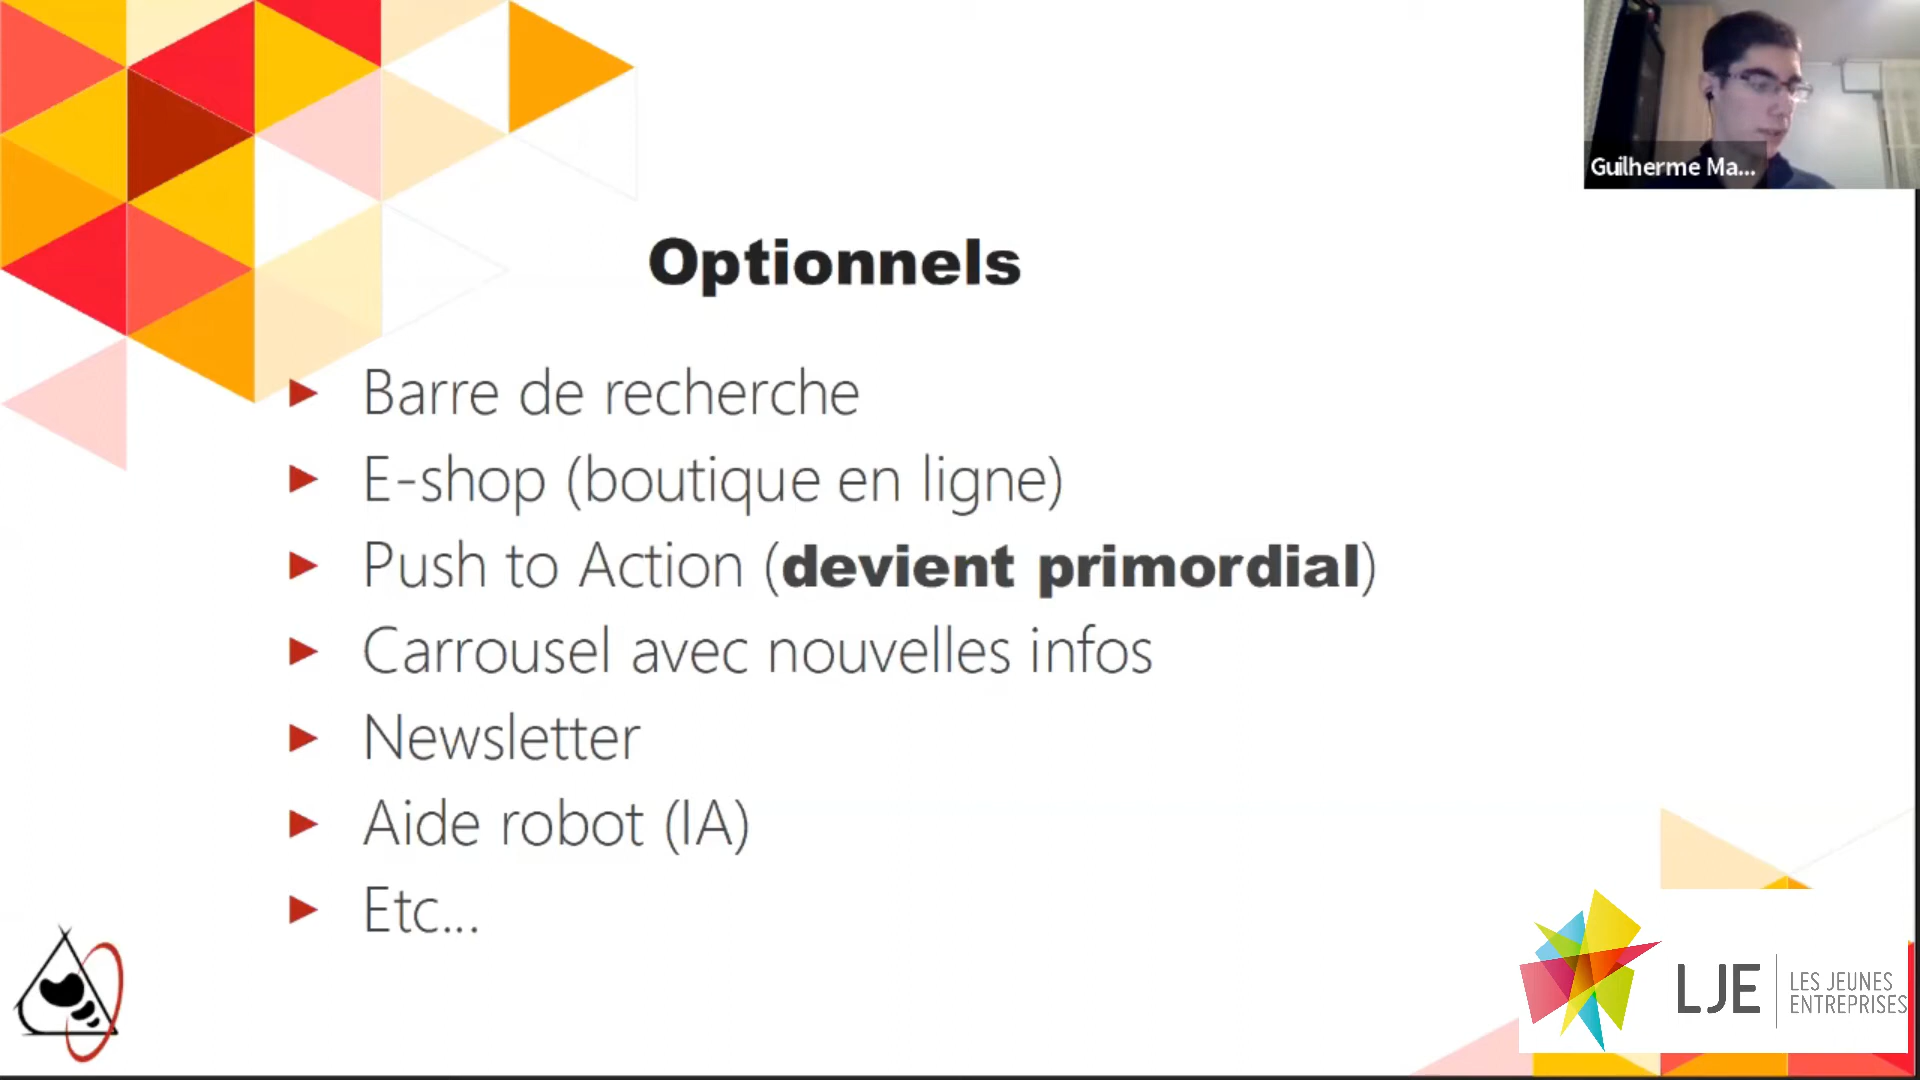 Guilherme Ma...
Optionnels
Barre de recherche
E-shop (boutique en ligne)
Push to Action (devient primordial)
Carrousel avec nouvelles infos
Newsletter
Aide robot (IA)
Etc...
LJE
LES JEUNES
ENTREPRISES